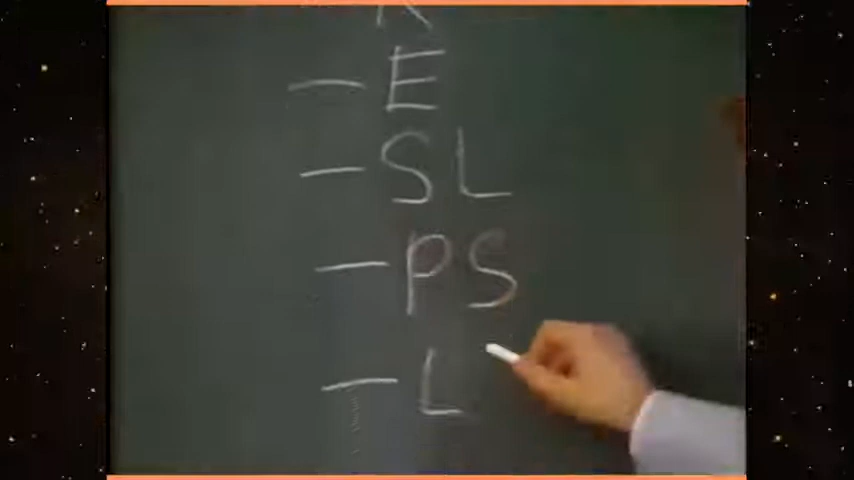 – E
– SL
– PS
– L